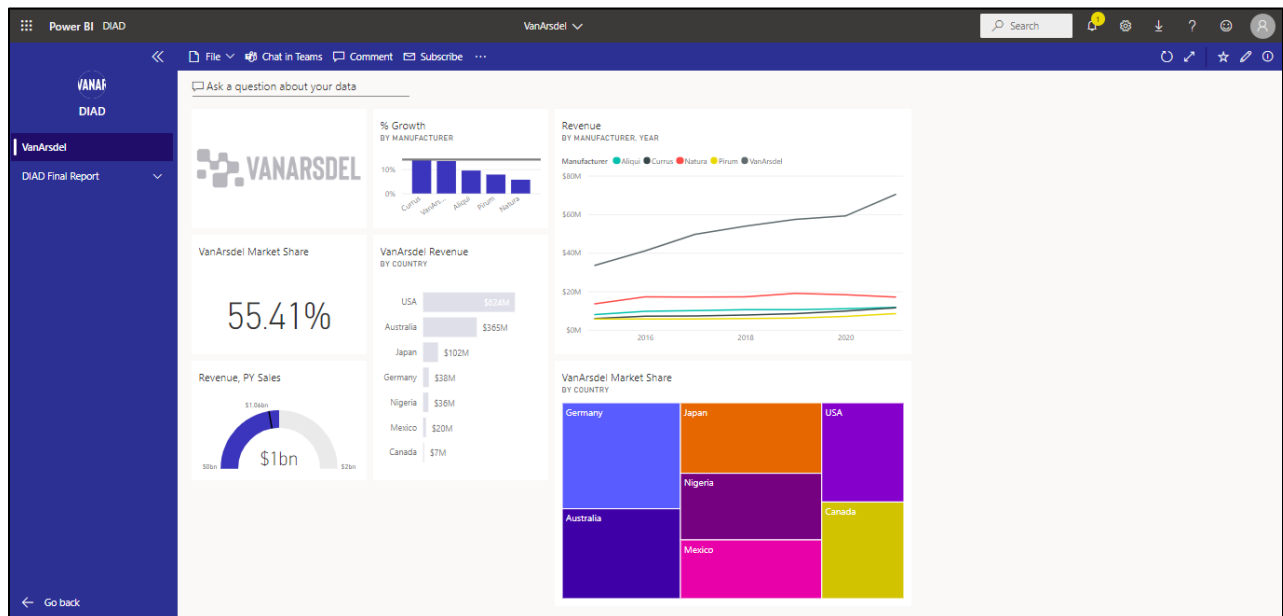 Power BI DIAD
VanArsdel
Search
1
?
VANAR
DIAD
VanArsdel
DIAD Final Report
Go back
File
Chat in Teams
Comment
Subscribe
...
Ask a question about your data
VANARSDEL
% Growth
BY MANUFACTURER
10%
0%
Currus
VanArs...
Aliqui
Pirum
Natura
Revenue
BY MANUFACTURER, YEAR
Manufacturer Aliqui Currus Natura Pirum VanArsdel
$80M
$60M
$40M
$20M
$0M
2016 2018 2020
VanArsdel Market Share
55.41%
VanArsdel Revenue
BY COUNTRY
USA
Australia $365M
Japan $102M
Germany $38M
Nigeria $36M
Mexico $20M
Canada $7M
Revenue, PY Sales
$0bn
$1bn
$2bn
VanArsdel Market Share
BY COUNTRY
Germany
Japan
USA
Nigeria
Australia
Canada
Mexico